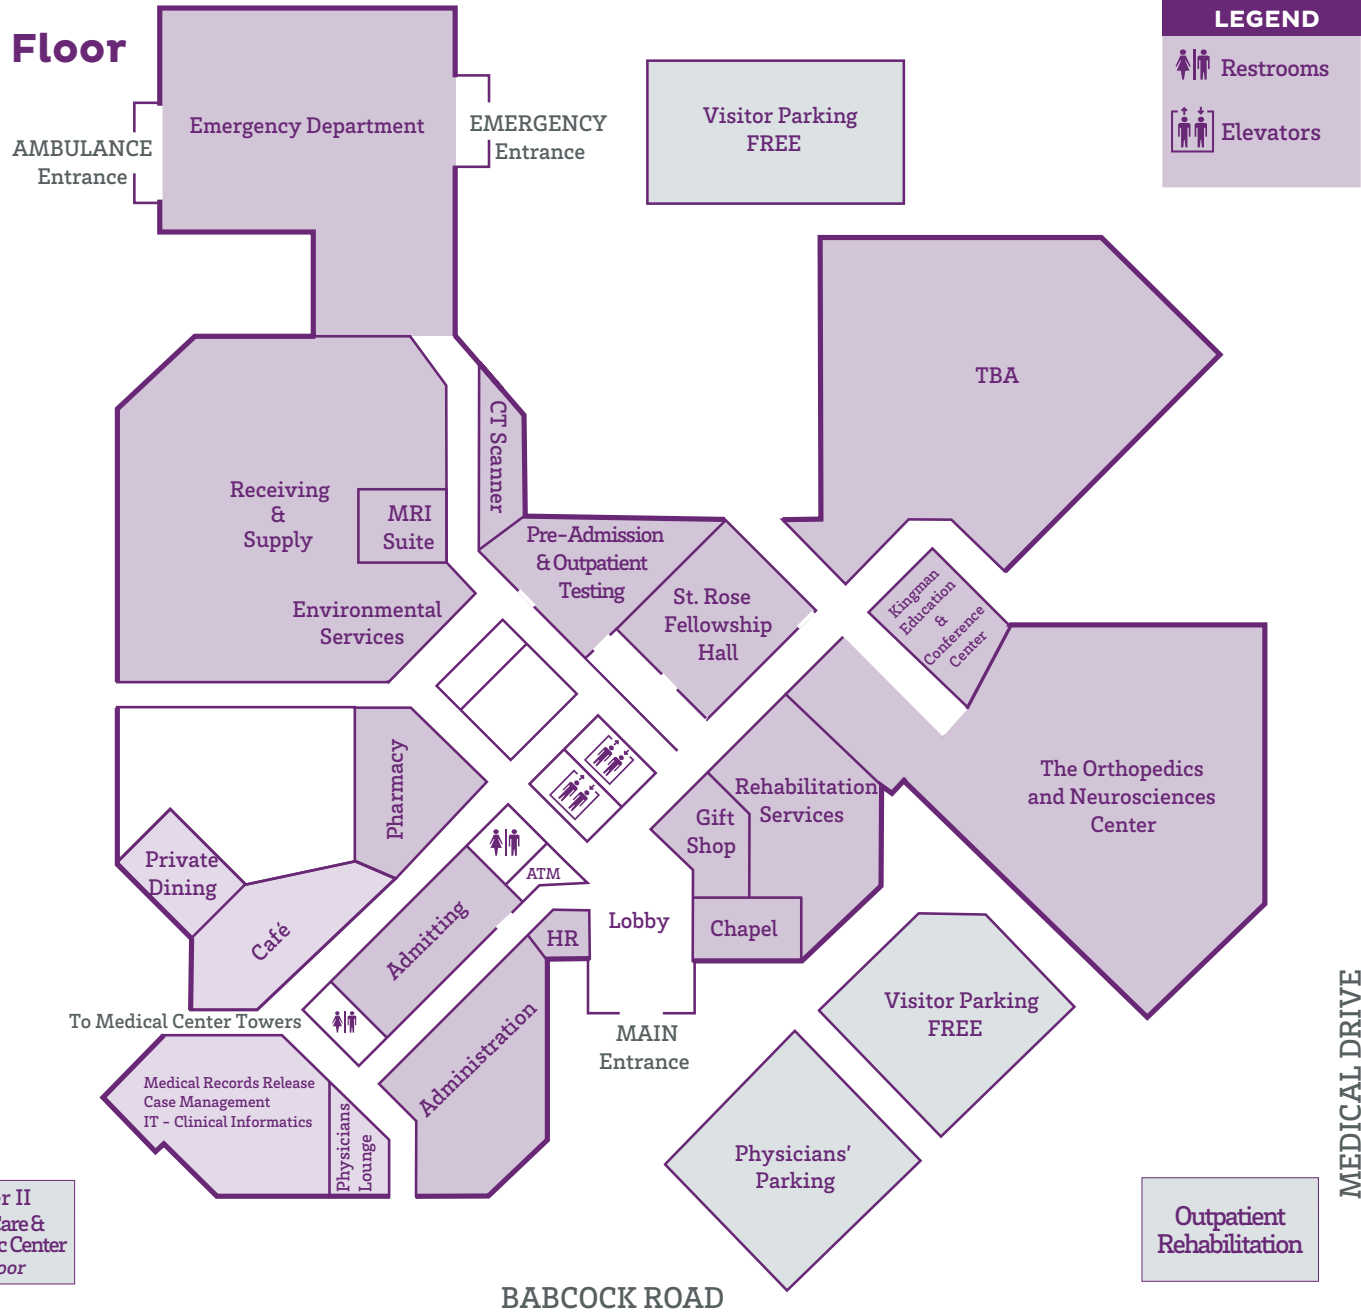 Floor
LEGEND
Restrooms
Elevators
Emergency Department
AMBULANCE
Entrance
EMERGENCY
Entrance
Visitor Parking
FREE
TBA
CT Scanner
Receiving
&
Supply
MRI
Suite
Environmental
Services
Pre-Admission
& Outpatient
Testing
St. Rose
Fellowship
Hall
Kingman
Education
&
Conference
Center
Pharmacy
Private
Dining
Café
ATM
Admitting
HR
Lobby
Gift
Shop
Rehabilitation
Services
Chapel
The Orthopedics
and Neurosciences
Center
To Medical Center Towers
Administration
MAIN
Entrance
Visitor Parking
FREE
Medical Records Release
Case Management
IT - Clinical Informatics
Physicians
Lounge
Physicians'
Parking
MEDICAL DRIVE
r II
are &
c Center
oor
Outpatient
Rehabilitation
BABCOCK ROAD